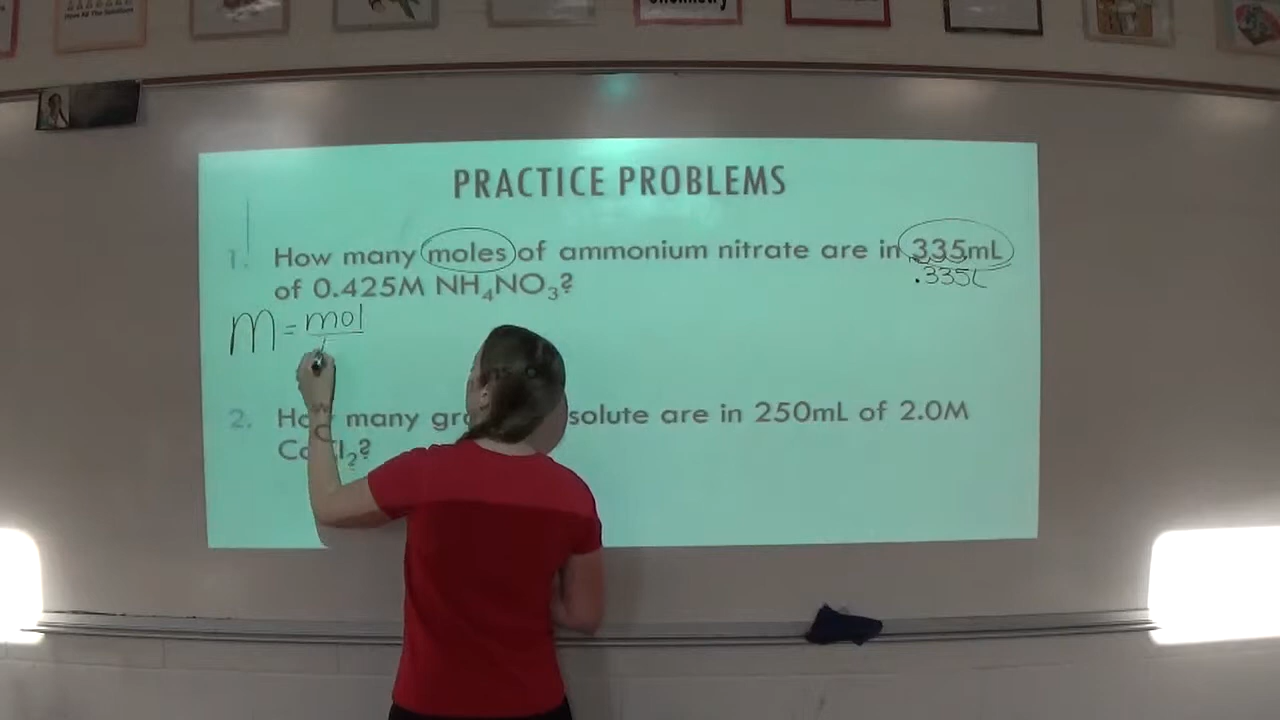 Chemistry
PRACTICE PROBLEMS
1. How many moles of ammonium nitrate are in 335mL
.335L
of 0.425M NH₄NO₃?
M = mol
2. many solute are in 250mL of 2.0M